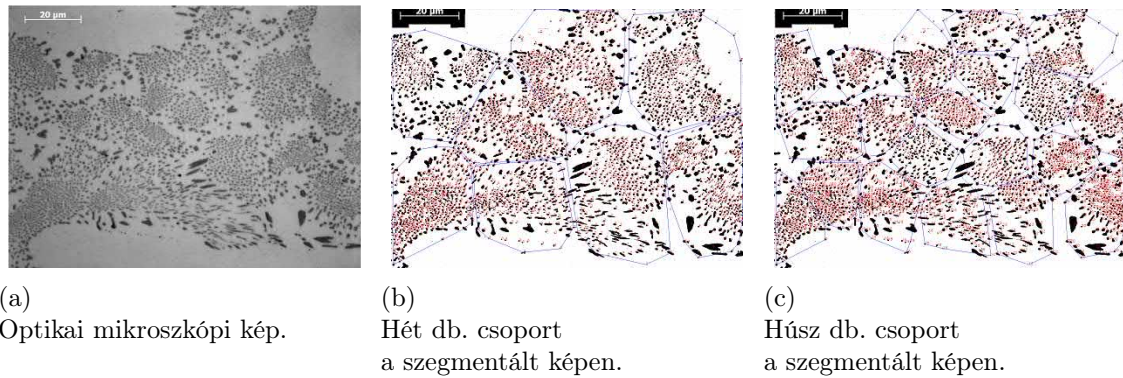 20 µm
20 µm
20 µm
(a)
Optikai mikroszkópi kép.
(b)
Hét db. csoport
a szegmentált képen.
(c)
Húsz db. csoport
a szegmentált képen.